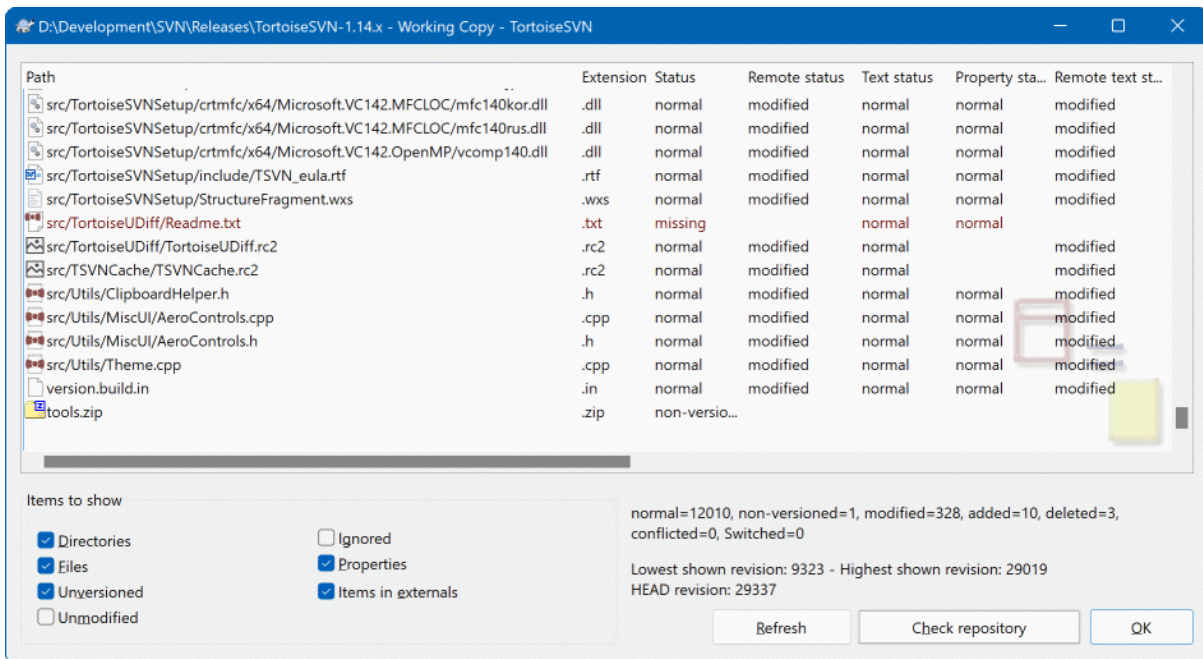 D:\Development\SVN\Releases\TortoiseSVN-1.14.x - Working Copy - TortoiseSVN
Path Extension Status Remote status Text status Property sta... Remote text st...
src/TortoiseSVNSetup/crtmfc/x64/Microsoft.VC142.MFCLOC/mfc140kor.dll .dll normal modified normal normal modified
src/TortoiseSVNSetup/crtmfc/x64/Microsoft.VC142.MFCLOC/mfc140rus.dll .dll normal modified normal normal modified
src/TortoiseSVNSetup/crtmfc/x64/Microsoft.VC142.OpenMP/vcomp140.dll .dll normal modified normal normal modified
src/TortoiseSVNSetup/include/TSVN_eula.rtf .rtf normal modified normal normal modified
src/TortoiseSVNSetup/StructureFragment.wxs .wxs normal modified normal normal modified
src/TortoiseUDiff/Readme.txt .txt missing normal normal
src/TortoiseUDiff/TortoiseUDiff.rc2 .rc2 normal modified normal modified
src/TSVNCache/TSVNCache.rc2 .rc2 normal modified normal modified
src/Utils/ClipboardHelper.h .h normal modified normal normal modified
src/Utils/MiscUI/AeroControls.cpp .cpp normal modified normal normal modified
src/Utils/MiscUI/AeroControls.h .h normal modified normal normal modified
src/Utils/Theme.cpp .cpp normal modified normal normal modified
version.build.in .in normal modified normal normal modified
tools.zip .zip non-versio...
Items to show
Directories
Files
Unversioned
Unmodified
Ignored
Properties
Items in externals
normal=12010, non-versioned=1, modified=328, added=10, deleted=3,
conflicted=0, Switched=0
Lowest shown revision: 9323 - Highest shown revision: 29019
HEAD revision: 29337
Refresh Check repository OK